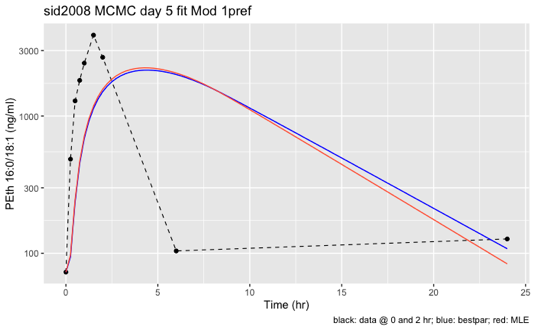 sid2008 MCMC day 5 fit Mod 1pref
PEth 16:0/18:1 (ng/ml)
3000
1000
300
100
0
5
10
15
20
25
Time (hr)
black: data @ 0 and 2 hr; blue: bestpar; red: MLE